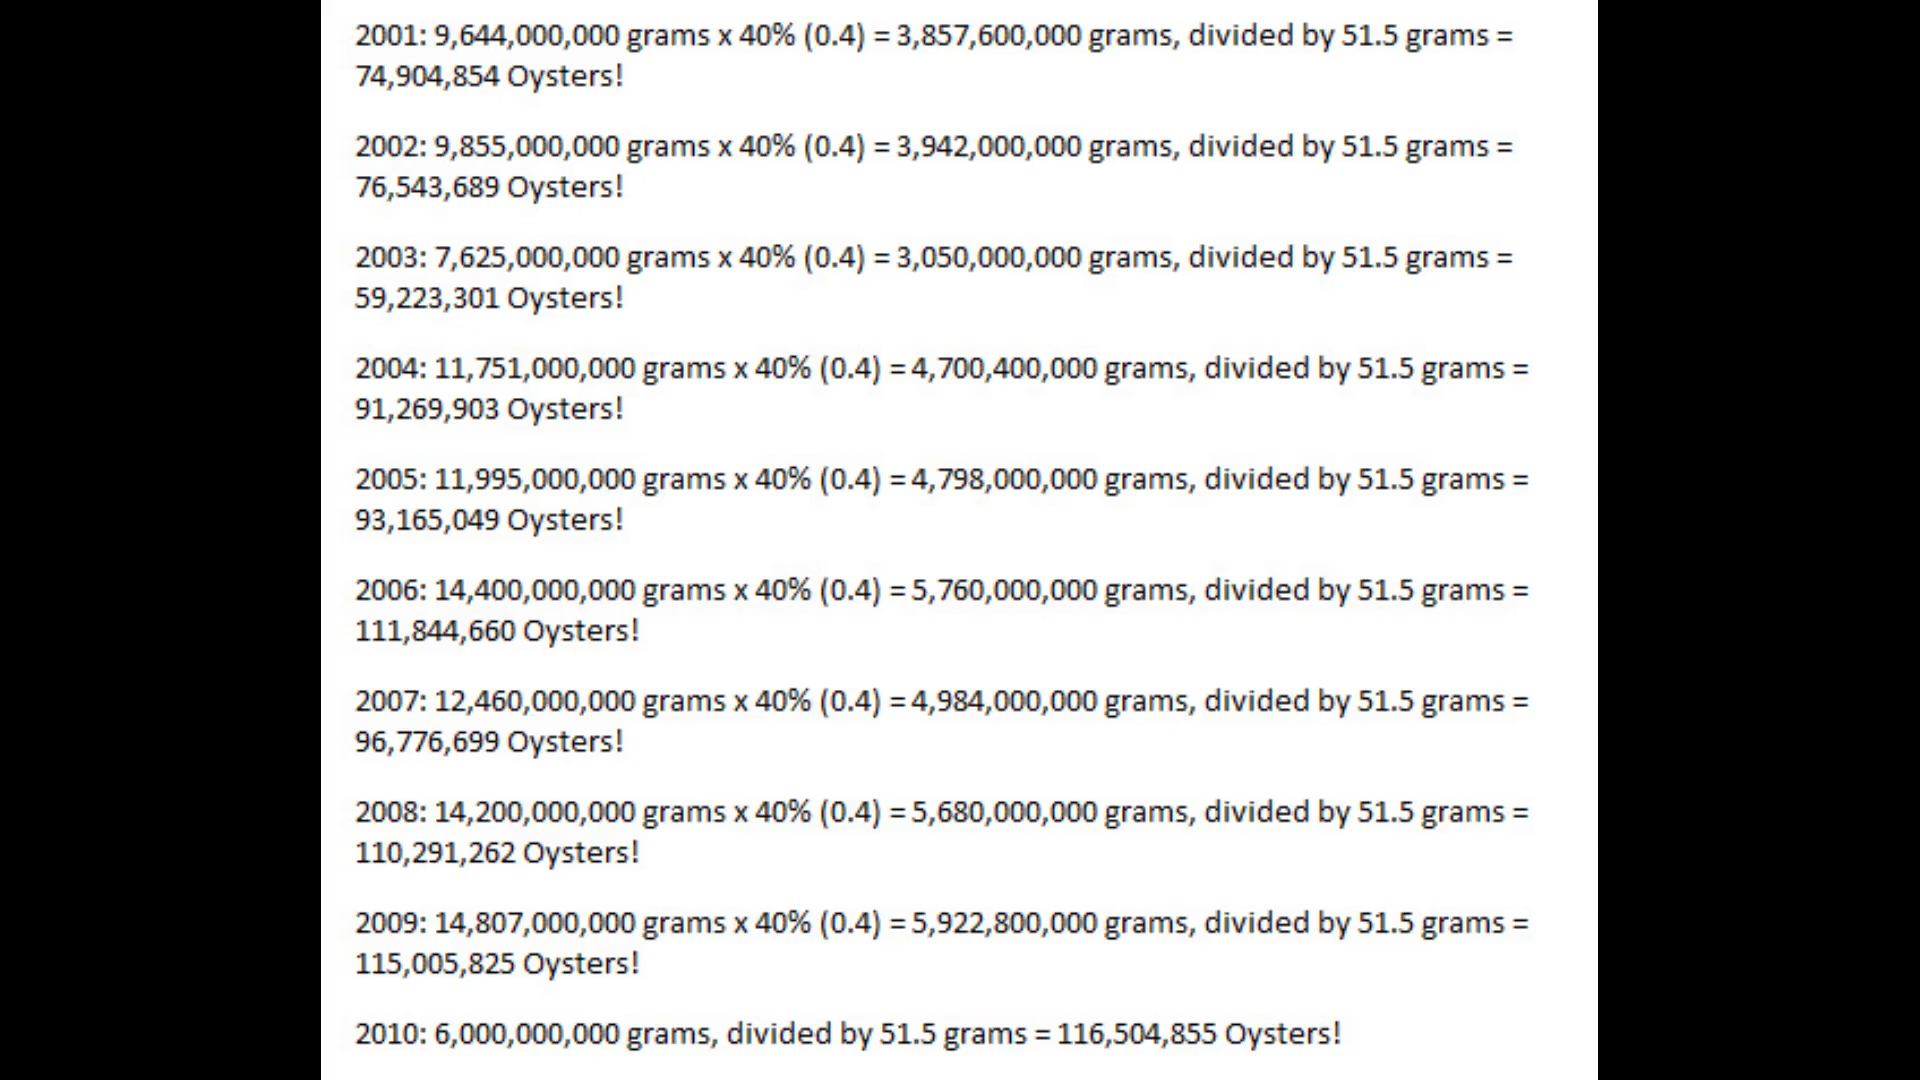 2001: 9,644,000,000 grams x 40% (0.4) = 3,857,600,000 grams, divided by 51.5 grams =
74,904,854 Oysters!
2002: 9,855,000,000 grams x 40% (0.4) = 3,942,000,000 grams, divided by 51.5 grams =
76,543,689 Oysters!
2003: 7,625,000,000 grams x 40% (0.4) = 3,050,000,000 grams, divided by 51.5 grams =
59,223,301 Oysters!
2004: 11,751,000,000 grams x 40% (0.4) = 4,700,400,000 grams, divided by 51.5 grams =
91,269,903 Oysters!
2005: 11,995,000,000 grams x 40% (0.4) = 4,798,000,000 grams, divided by 51.5 grams =
93,165,049 Oysters!
2006: 14,400,000,000 grams x 40% (0.4) = 5,760,000,000 grams, divided by 51.5 grams =
111,844,660 Oysters!
2007: 12,460,000,000 grams x 40% (0.4) = 4,984,000,000 grams, divided by 51.5 grams =
96,776,699 Oysters!
2008: 14,200,000,000 grams x 40% (0.4) = 5,680,000,000 grams, divided by 51.5 grams =
110,291,262 Oysters!
2009: 14,807,000,000 grams x 40% (0.4) = 5,922,800,000 grams, divided by 51.5 grams =
115,005,825 Oysters!
2010: 6,000,000,000 grams, divided by 51.5 grams = 116,504,855 Oysters!